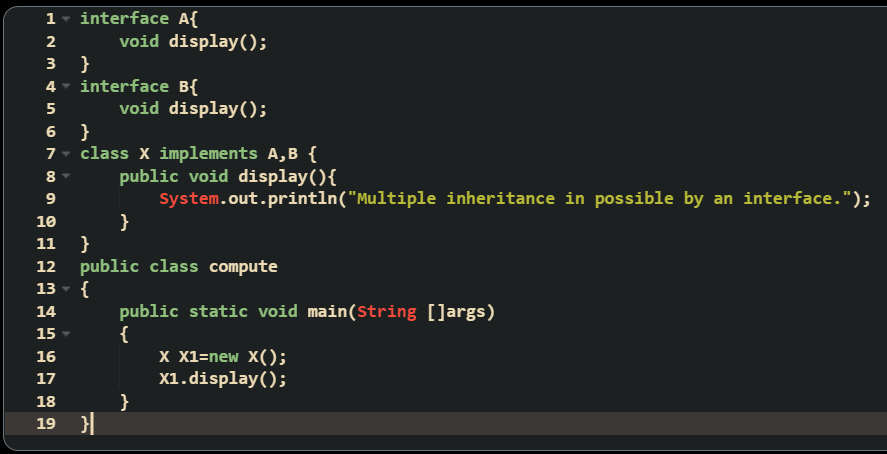 1 interface A{
2     void display();
3 }
4 interface B{
5     void display();
6 }
7 class X implements A,B {
8     public void display(){
9         System.out.println("Multiple inheritance in possible by an interface.");
10     }
11 }
12 public class compute
13 {
14     public static void main(String []args)
15     {
16         X X1=new X();
17         X1.display();
18     }
19 }